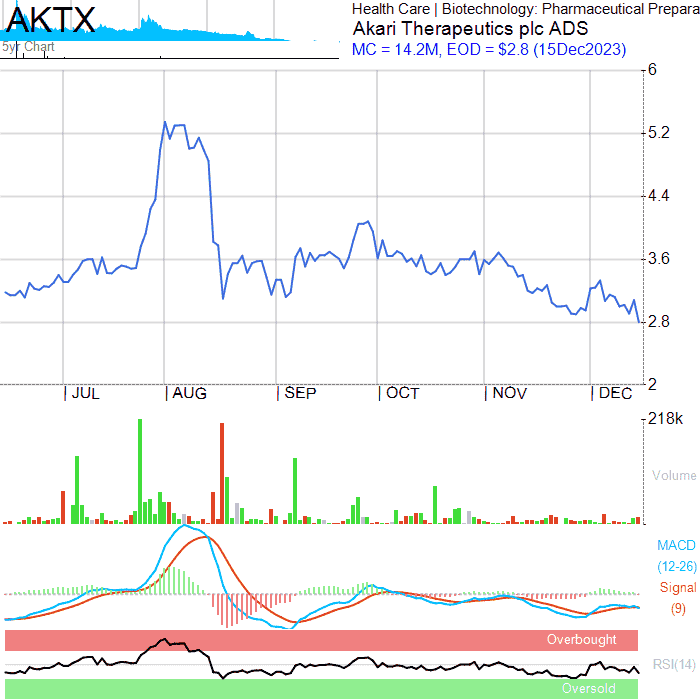 AKTX
Health Care | Biotechnology: Pharmaceutical Prepara
Akari Therapeutics plc ADS
MC = 14.2M, EOD = $2.8 (15Dec2023)
5yr Chart
6
5.2
4.4
3.6
2.8
2
JUL AUG SEP OCT NOV DEC
218k
Volume
MACD
(12-26)
Signal
(9)
Overbought
RSI(14)
Oversold